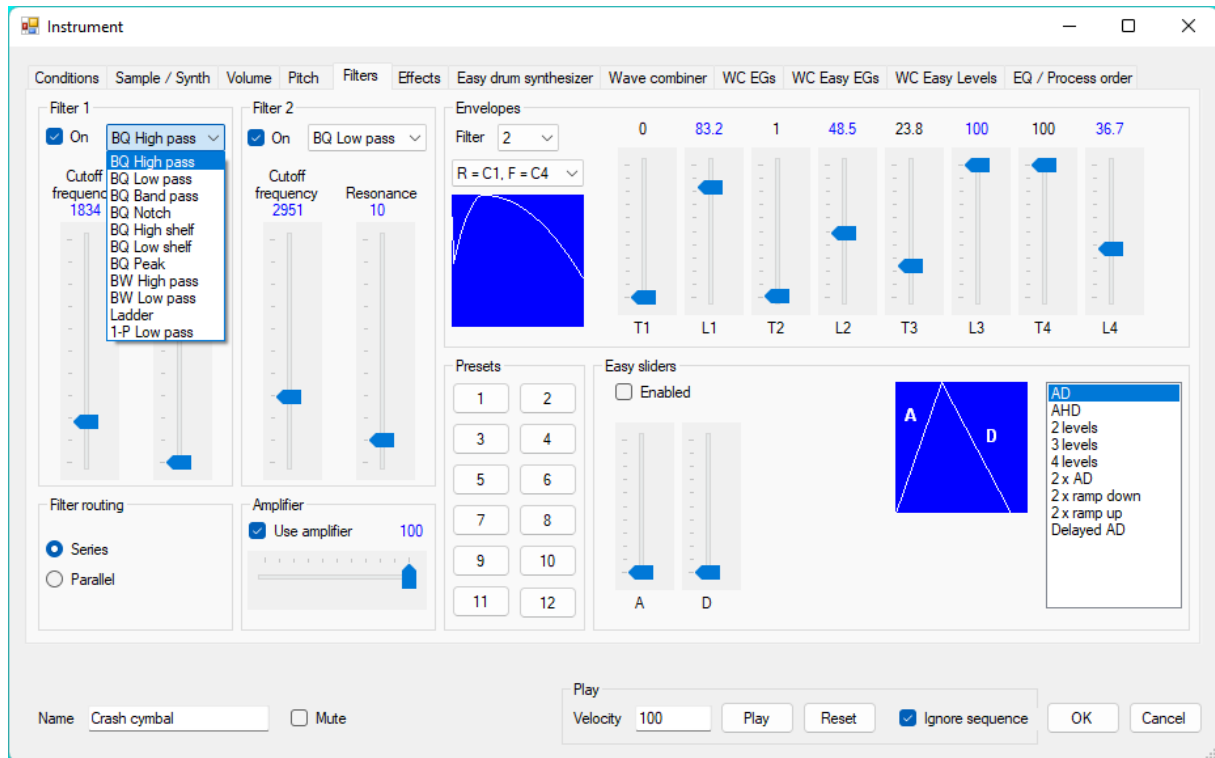 Instrument
Conditions Sample / Synth Volume Pitch Filters Effects Easy drum synthesizer Wave combiner WC EGs WC Easy EGs WC Easy Levels EQ / Process order
Filter 1
On BQ High pass
BQ High pass
BQ Low pass
BQ Band pass
BQ Notch
BQ High shelf
BQ Low shelf
BQ Peak
BW High pass
BW Low pass
Ladder
1-P Low pass
Cutoff
1834
Filter 2
On BQ Low pass
Cutoff
frequency Resonance
2951 10
Envelopes
Filter 2
R = C1, F = C4
0 83.2 1 48.5 23.8 100 100 36.7
T1 L1 T2 L2 T3 L3 T4 L4
Presets
1 2
3 4
5 6
7 8
9 10
11 12
Easy sliders
Enabled
A D
A
D
AD
AHD
2 levels
3 levels
4 levels
2 x AD
2 x ramp down
2 x ramp up
Delayed AD
Filter routing
Series
Parallel
Amplifier
Use amplifier 100
Name Crash cymbal Mute
Play
Velocity 100 Play Reset Ignore sequence OK Cancel